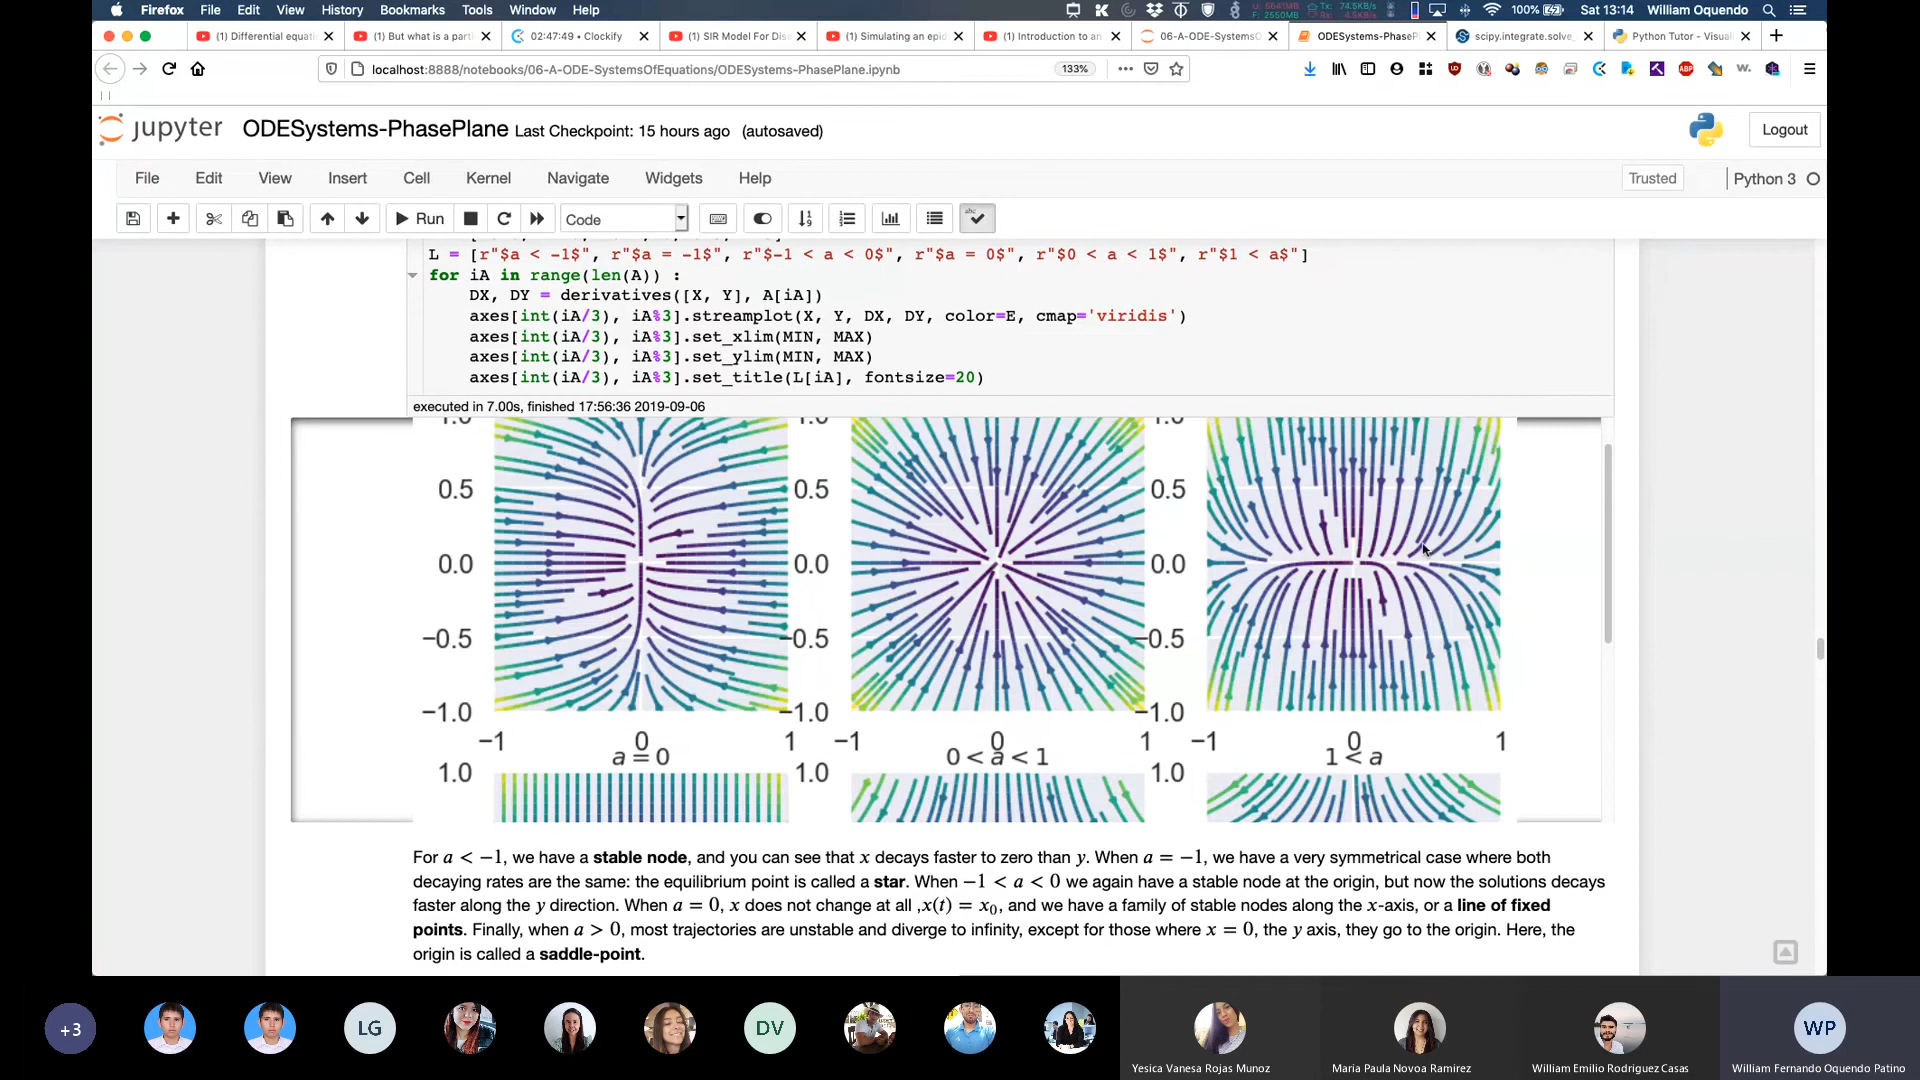 Firefox File Edit View History Bookmarks Tools Window Help
100% Sat 13:14 William Oquendo
(1) Differential equati
(1) But what is a part
02:47:49 • Clockify
(1) SIR Model For Dis
(1) Simulating an epid
(1) Introduction to an
06-A-ODE-SystemsO
ODESystems-PhaseP
scipy.integrate.solve_
Python Tutor - Visuali
localhost:8888/notebooks/06-A-ODE-SystemsOfEquations/ODESystems-PhasePlane.ipynb
133%
jupyter ODESystems-PhasePlane Last Checkpoint: 15 hours ago (autosaved)
Logout
File Edit View Insert Cell Kernel Navigate Widgets Help
Trusted Python 3
Run Code
L = [r"$a < -1$", r"$a = -1$", r"$-1 < a < 0$", r"$a = 0$", r"$0 < a < 1$", r"$1 < a$"]
for iA in range(len(A)) :
DX, DY = derivatives([X, Y], A[iA])
axes[int(iA/3), iA%3].streamplot(X, Y, DX, DY, color=E, cmap='viridis')
axes[int(iA/3), iA%3].set_xlim(MIN, MAX)
axes[int(iA/3), iA%3].set_ylim(MIN, MAX)
axes[int(iA/3), iA%3].set_title(L[iA], fontsize=20)
executed in 7.00s, finished 17:56:36 2019-09-06
1.0 1.0 1.0
0.5 0.5 0.5
0.0 0.0 0.0
−0.5 −0.5 −0.5
−1.0 −1.0 −1.0
−1 0 1 −1 0 1 −1 0 1
a = 0 0 < a < 1 1 < a
1.0 1.0 1.0
For a < −1, we have a stable node, and you can see that x decays faster to zero than y. When a = −1, we have a very symmetrical case where both
decaying rates are the same: the equilibrium point is called a star. When −1 < a < 0 we again have a stable node at the origin, but now the solutions decays
faster along the y direction. When a = 0, x does not change at all ,x(t) = x₀, and we have a family of stable nodes along the x-axis, or a line of fixed
points. Finally, when a > 0, most trajectories are unstable and diverge to infinity, except for those where x = 0, the y axis, they go to the origin. Here, the
origin is called a saddle-point.
+3
LG
DV
WP
Yesica Vanesa Rojas Munoz
Maria Paula Novoa Ramirez
William Emilio Rodriguez Casas
William Fernando Oquendo Patino